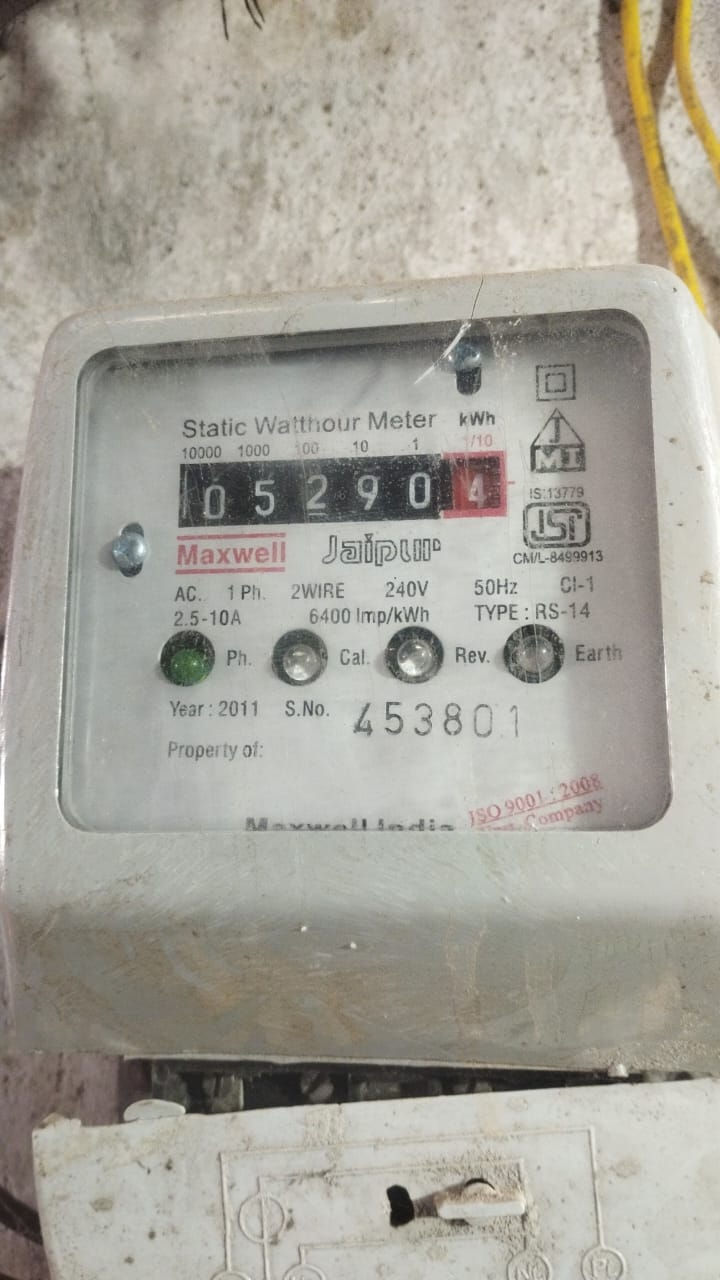 Static Watthour Meter kWh
10000 1000 100 10 1 1/10
0 5 2 9 0 4
J
MI
IS:13779
Maxwell Jaipur
CM/L-8499913
AC. 1 Ph. 2WIRE 240V 50Hz Cl-1
2.5-10A 6400 Imp/kWh TYPE : RS-14
Ph. Cal. Rev. Earth
Year : 2011 S.No. 453801
Property of:
ISO 9001 : 2008
Maxwell India Company